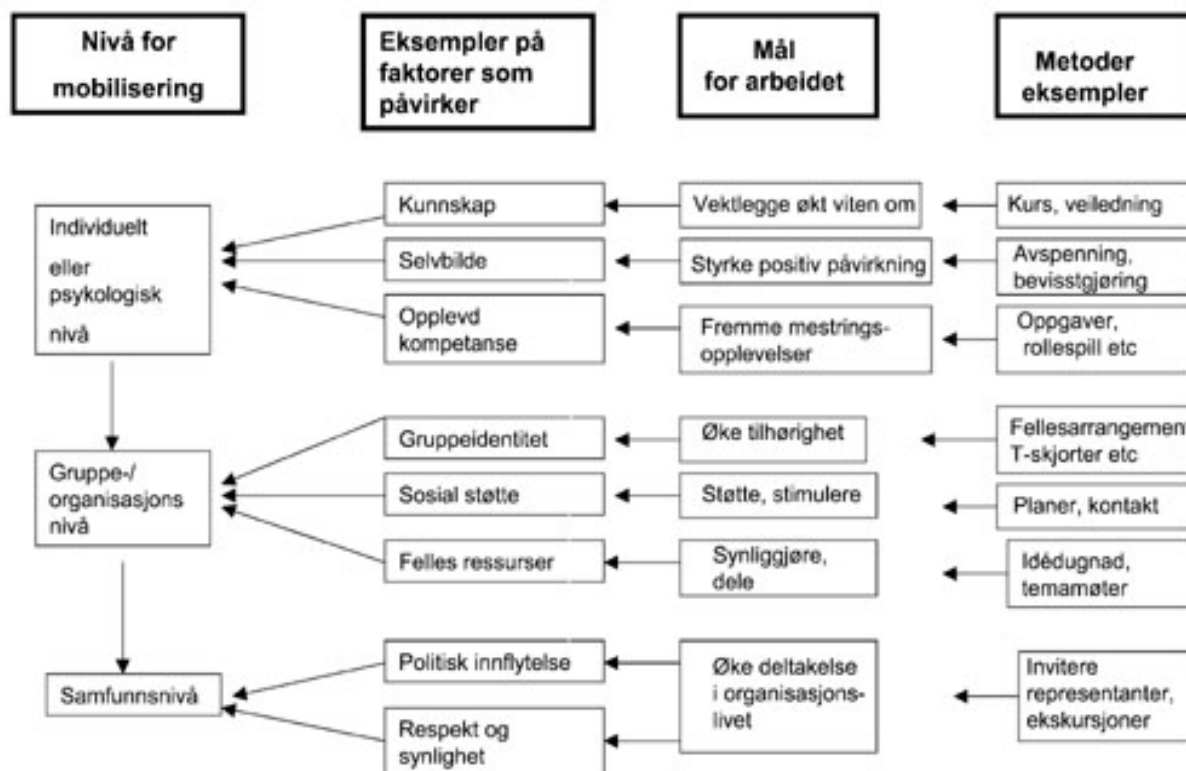 Nivå for
mobilisering
Eksempler på
faktorer som
påvirker
Mål
for arbeidet
Metoder
eksempler
Individuelt
eller
psykologisk
nivå
Kunnskap
Vektlegge økt viten om
Kurs, veiledning
Selvbilde
Styrke positiv påvirkning
Avspenning,
bevisstgjøring
Opplevd
kompetanse
Fremme mestrings-
opplevelser
Oppgaver,
rollespill etc
Gruppe-/
organisasjons
nivå
Gruppeidentitet
Øke tilhørighet
Fellesarrangement
T-skjorter etc
Sosial støtte
Støtte, stimulere
Planer, kontakt
Felles ressurser
Synliggjøre,
dele
Idédugnad,
temamøter
Samfunnsnivå
Politisk innflytelse
Respekt og
synlighet
Øke deltakelse
i organisasjons-
livet
Invitere
representanter,
ekskursjoner